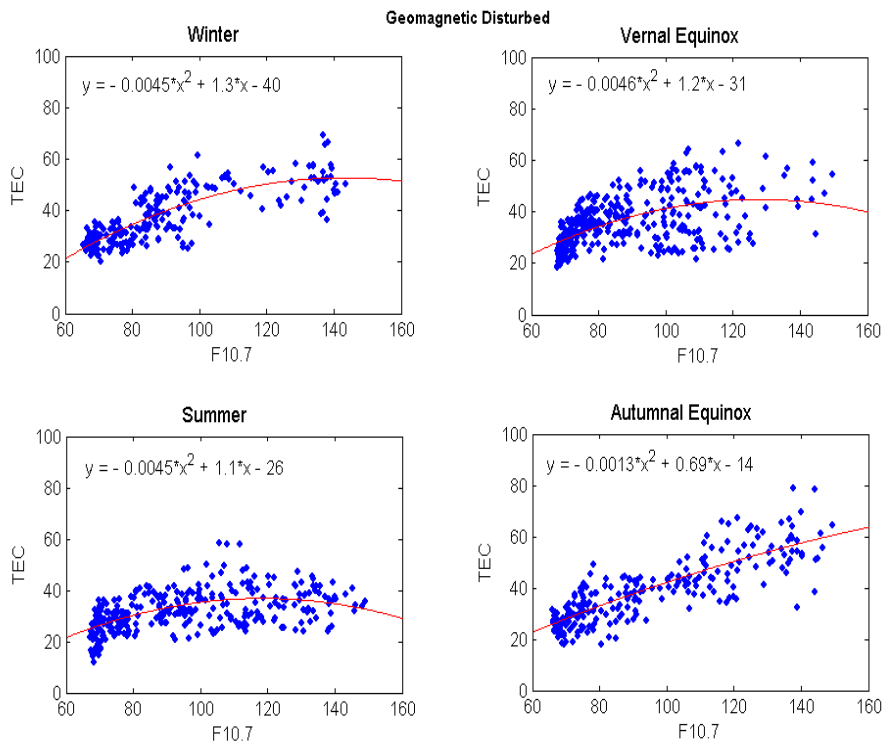 Geomagnetic Disturbed
Winter
y = - 0.0045*x² + 1.3*x - 40
TEC
100
80
60
40
20
0
60 80 100 120 140 160
F10.7
Vernal Equinox
y = - 0.0046*x² + 1.2*x - 31
TEC
100
80
60
40
20
0
60 80 100 120 140 160
F10.7
Summer
y = - 0.0045*x² + 1.1*x - 26
TEC
100
80
60
40
20
0
60 80 100 120 140 160
F10.7
Autumnal Equinox
y = - 0.0013*x² + 0.69*x - 14
TEC
100
80
60
40
20
0
60 80 100 120 140 160
F10.7